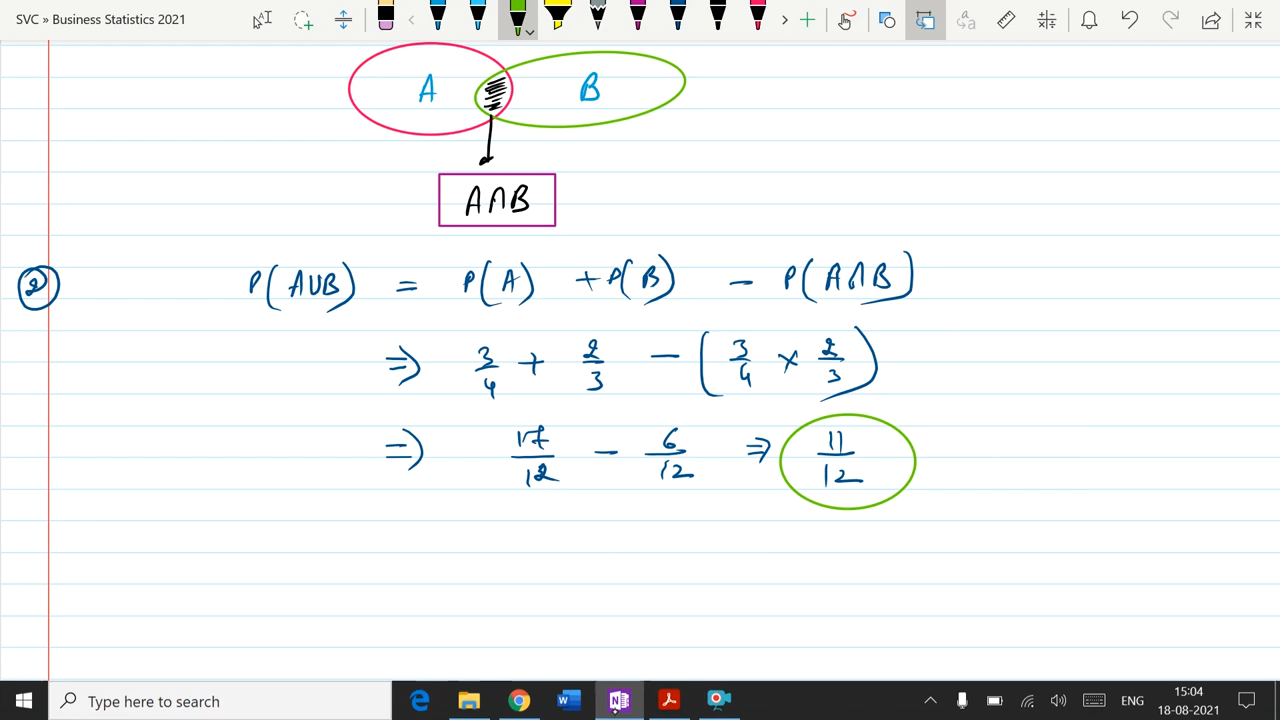 SVC » Business Statistics 2021
A B
A∩B
2 P(A∪B) = P(A) + P(B) - P(A∩B)
⇒ 3/4 + 2/3 - (3/4 × 2/3)
⇒ 17/12 - 6/12 ⇒ 11/12
Type here to search
ENG
15:04
18-08-2021